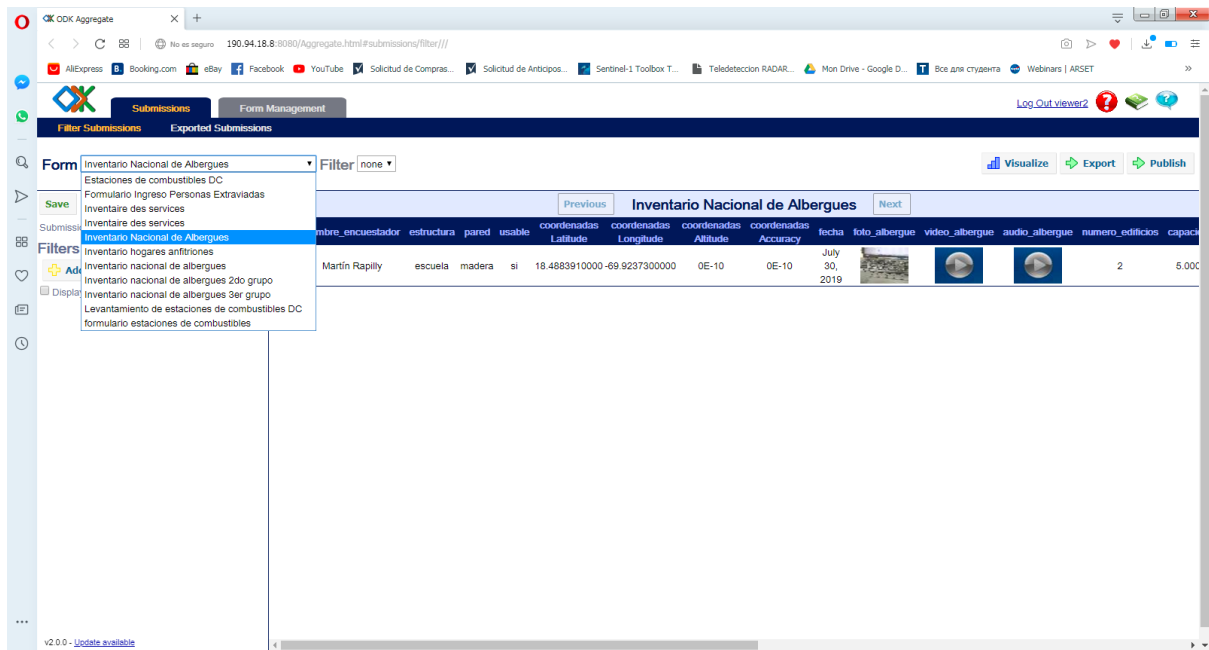 ODK Aggregate
No es seguro 190.94.18.8:8080/Aggregate.html#submissions/filter///
AliExpress Booking.com eBay Facebook YouTube Solicitud de Compras... Solicitud de Anticipos... Sentinel-1 Toolbox T... Teledeteccion RADAR... Mon Drive - Google D... Все для студента Webinars | ARSET »
Submissions Form Management Log Out viewer2
Filter Submissions Exported Submissions
Form Inventario Nacional de Albergues Filter none Visualize Export Publish
Estaciones de combustibles DC
Formulario Ingreso Personas Extraviadas
Inventaire des services
Inventaire des services
Inventario Nacional de Albergues
Inventario hogares anfitriones
Inventario nacional de albergues
Inventario nacional de albergues 2do grupo
Inventario nacional de albergues 3er grupo
Levantamiento de estaciones de combustibles DC
formulario estaciones de combustibles
Save Previous Inventario Nacional de Albergues Next
Submissi
Filters
Add
Display
mbre_encuestador estructura pared usable coordenadas Latitude coordenadas Longitude coordenadas Altitude coordenadas Accuracy fecha foto_albergue video_albergue audio_albergue numero_edificios capaci
Martín Rapilly escuela madera si 18.4883910000 -69.9237300000 0E-10 0E-10 July 30, 2019 2 5.000
v2.0.0 - Update available